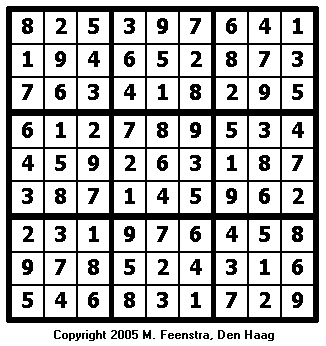 8 2 5 3 9 7 6 4 1
1 9 4 6 5 2 8 7 3
7 6 3 4 1 8 2 9 5
6 1 2 7 8 9 5 3 4
4 5 9 2 6 3 1 8 7
3 8 7 1 4 5 9 6 2
2 3 1 9 7 6 4 5 8
9 7 8 5 2 4 3 1 6
5 4 6 8 3 1 7 2 9
Copyright 2005 M. Feenstra, Den Haag